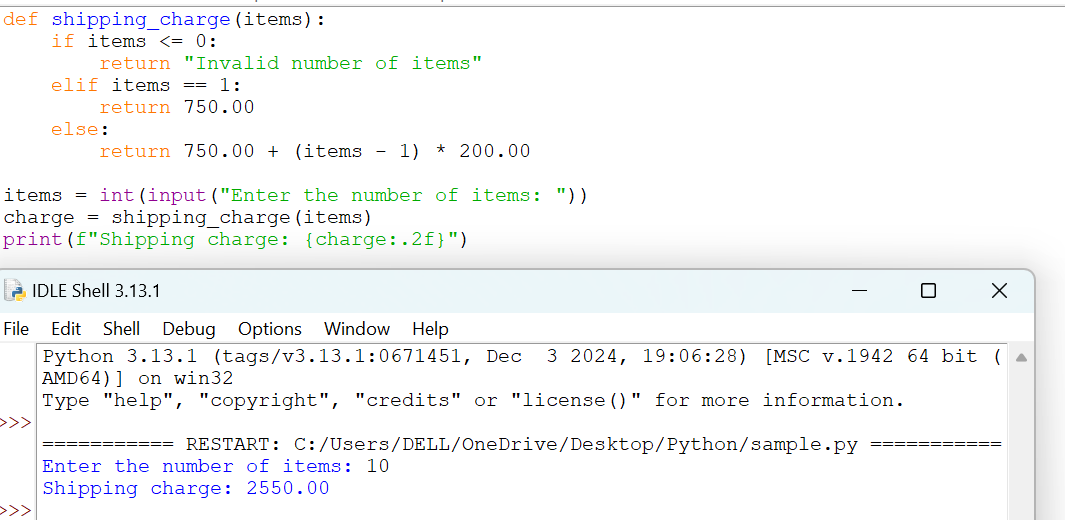 def shipping_charge(items):
    if items <= 0:
        return "Invalid number of items"
    elif items == 1:
        return 750.00
    else:
        return 750.00 + (items - 1) * 200.00

items = int(input("Enter the number of items: "))
charge = shipping_charge(items)
print(f"Shipping charge: {charge:.2f}")
IDLE Shell 3.13.1
File Edit Shell Debug Options Window Help
Python 3.13.1 (tags/v3.13.1:0671451, Dec  3 2024, 19:06:28) [MSC v.1942 64 bit (
AMD64)] on win32
Type "help", "copyright", "credits" or "license()" for more information.
>>>
=========== RESTART: C:/Users/DELL/OneDrive/Desktop/Python/sample.py ===========
Enter the number of items: 10
Shipping charge: 2550.00
>>>